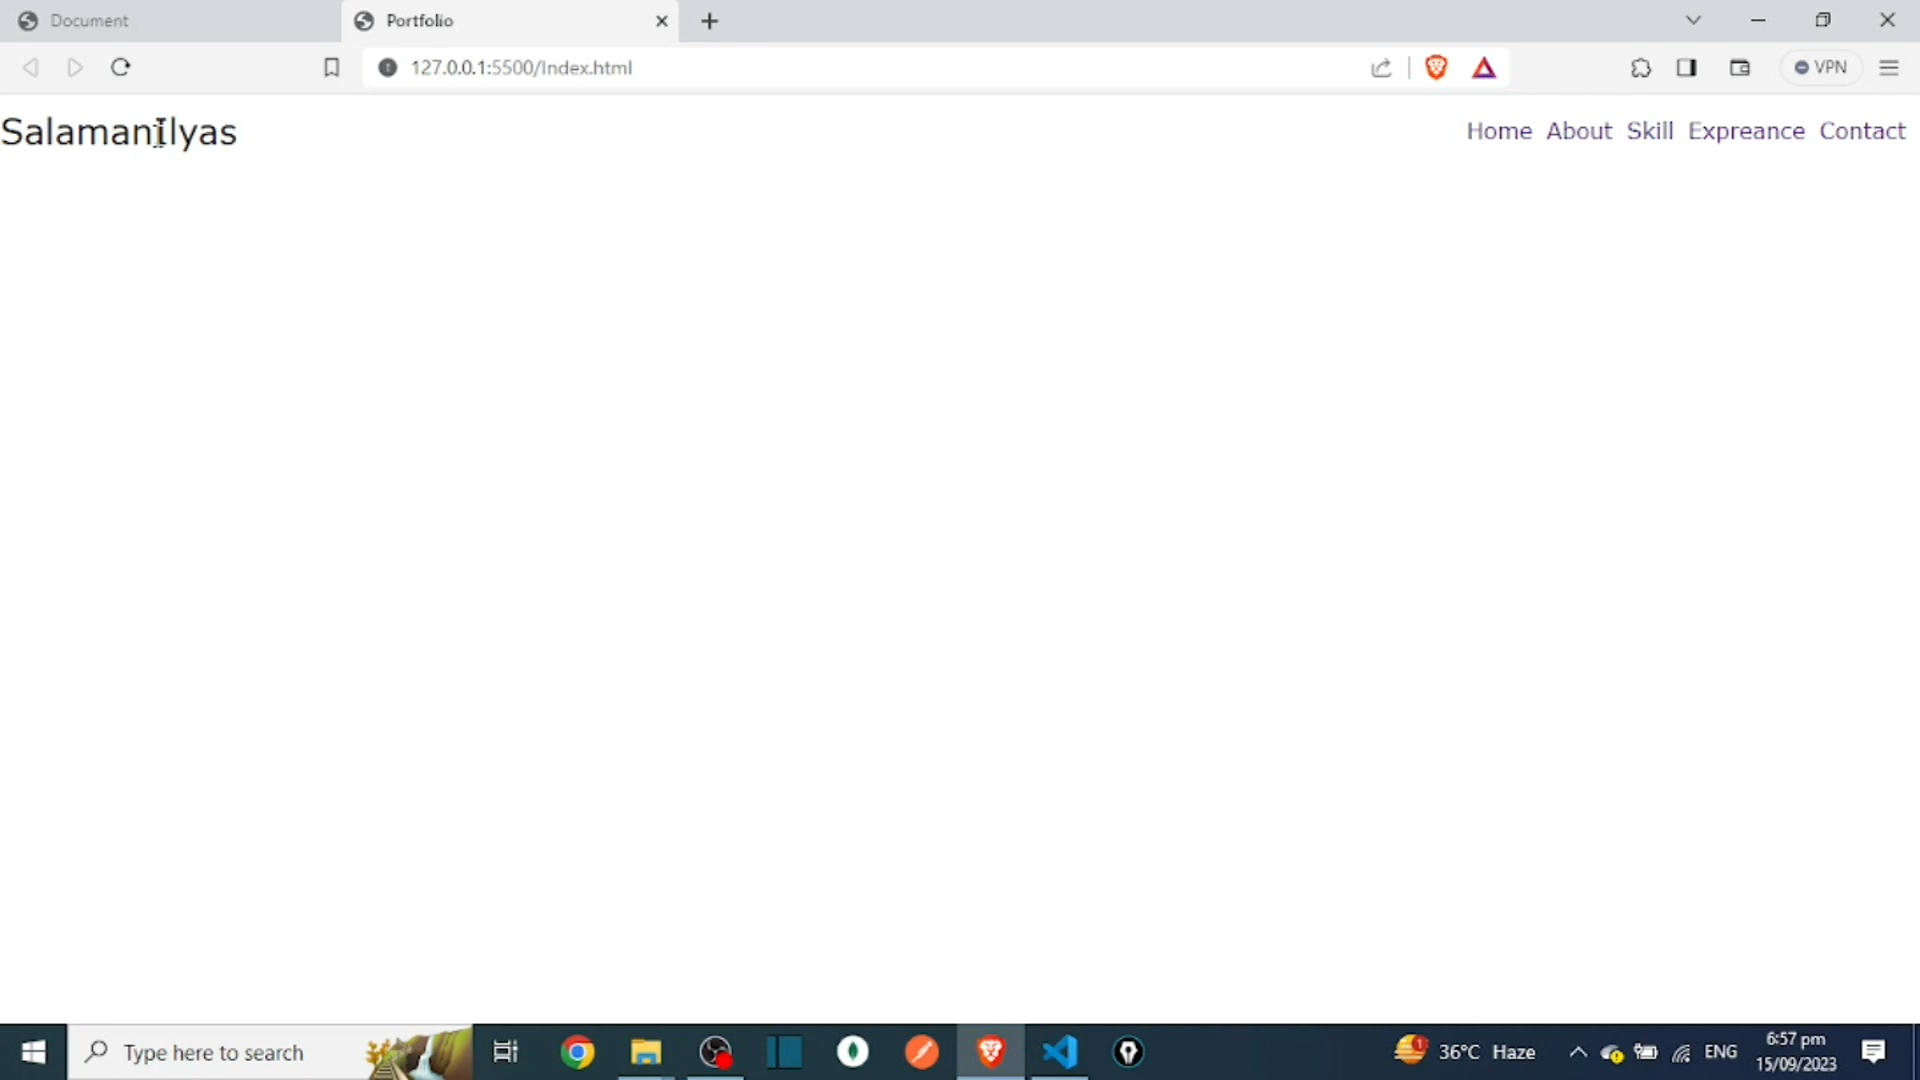 Document
Portfolio
127.0.0.1:5500/Index.html
VPN
SalamanIlyas
Home About Skill Expreance Contact
Type here to search
1
36°C Haze
ENG
6:57 pm
15/09/2023